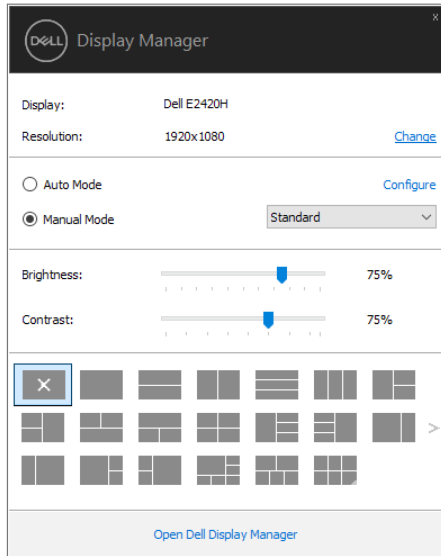 x
DELL Display Manager
Display: Dell E2420H
Resolution: 1920x1080 Change
Auto Mode Configure
Manual Mode Standard
Brightness: 75%
Contrast: 75%
Open Dell Display Manager